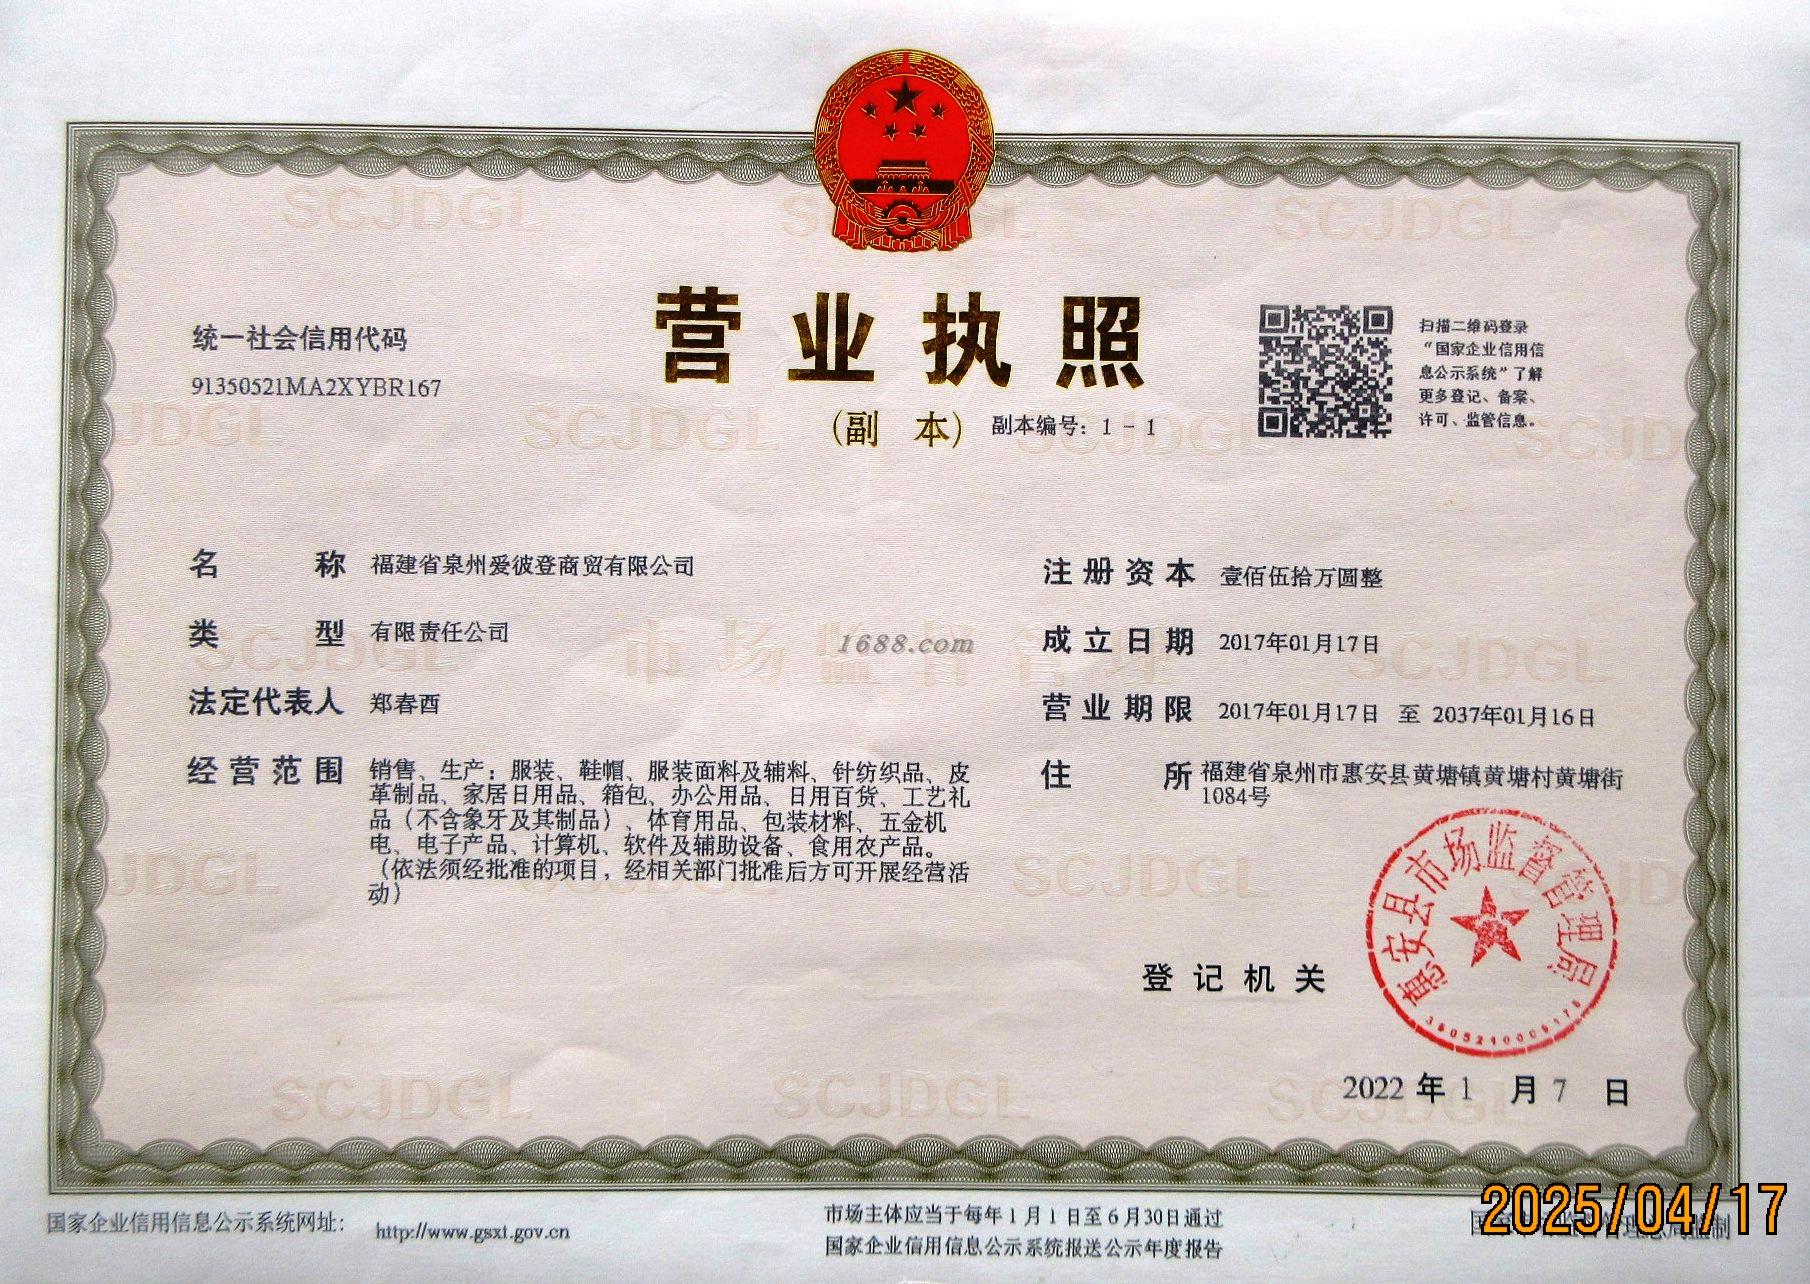 营业执照
(副 本) 副本编号：1 - 1
统一社会信用代码
91350521MA2XYBR167
扫描二维码登录
“国家企业信用信
息公示系统”了解
更多登记、备案、
许可、监管信息。
名 称 福建省泉州爱彼登商贸有限公司
类 型 有限责任公司
法定代表人 郑春酉
经营范围 销售、生产：服装、鞋帽、服装面料及辅料、针纺织品、皮
革制品、家居日用品、箱包、办公用品、日用百货、工艺礼
品（不含象牙及其制品）、体育用品、包装材料、五金机
电、电子产品、计算机、软件及辅助设备、食用农产品。
（依法须经批准的项目，经相关部门批准后方可开展经营活
动）
注册资本 壹佰伍拾万圆整
成立日期 2017年01月17日
营业期限 2017年01月17日 至 2037年01月16日
住 所 福建省泉州市惠安县黄塘镇黄塘村黄塘街
1084号
1688.com
市场监督管理
SCJDGL
登记机关
惠安县市场监督管理局
2022 年 1 月 7 日
国家企业信用信息公示系统网址： http://www.gsxt.gov.cn
市场主体应当于每年1月1日至6月30日通过
国家企业信用信息公示系统报送公示年度报告
2025/04/17